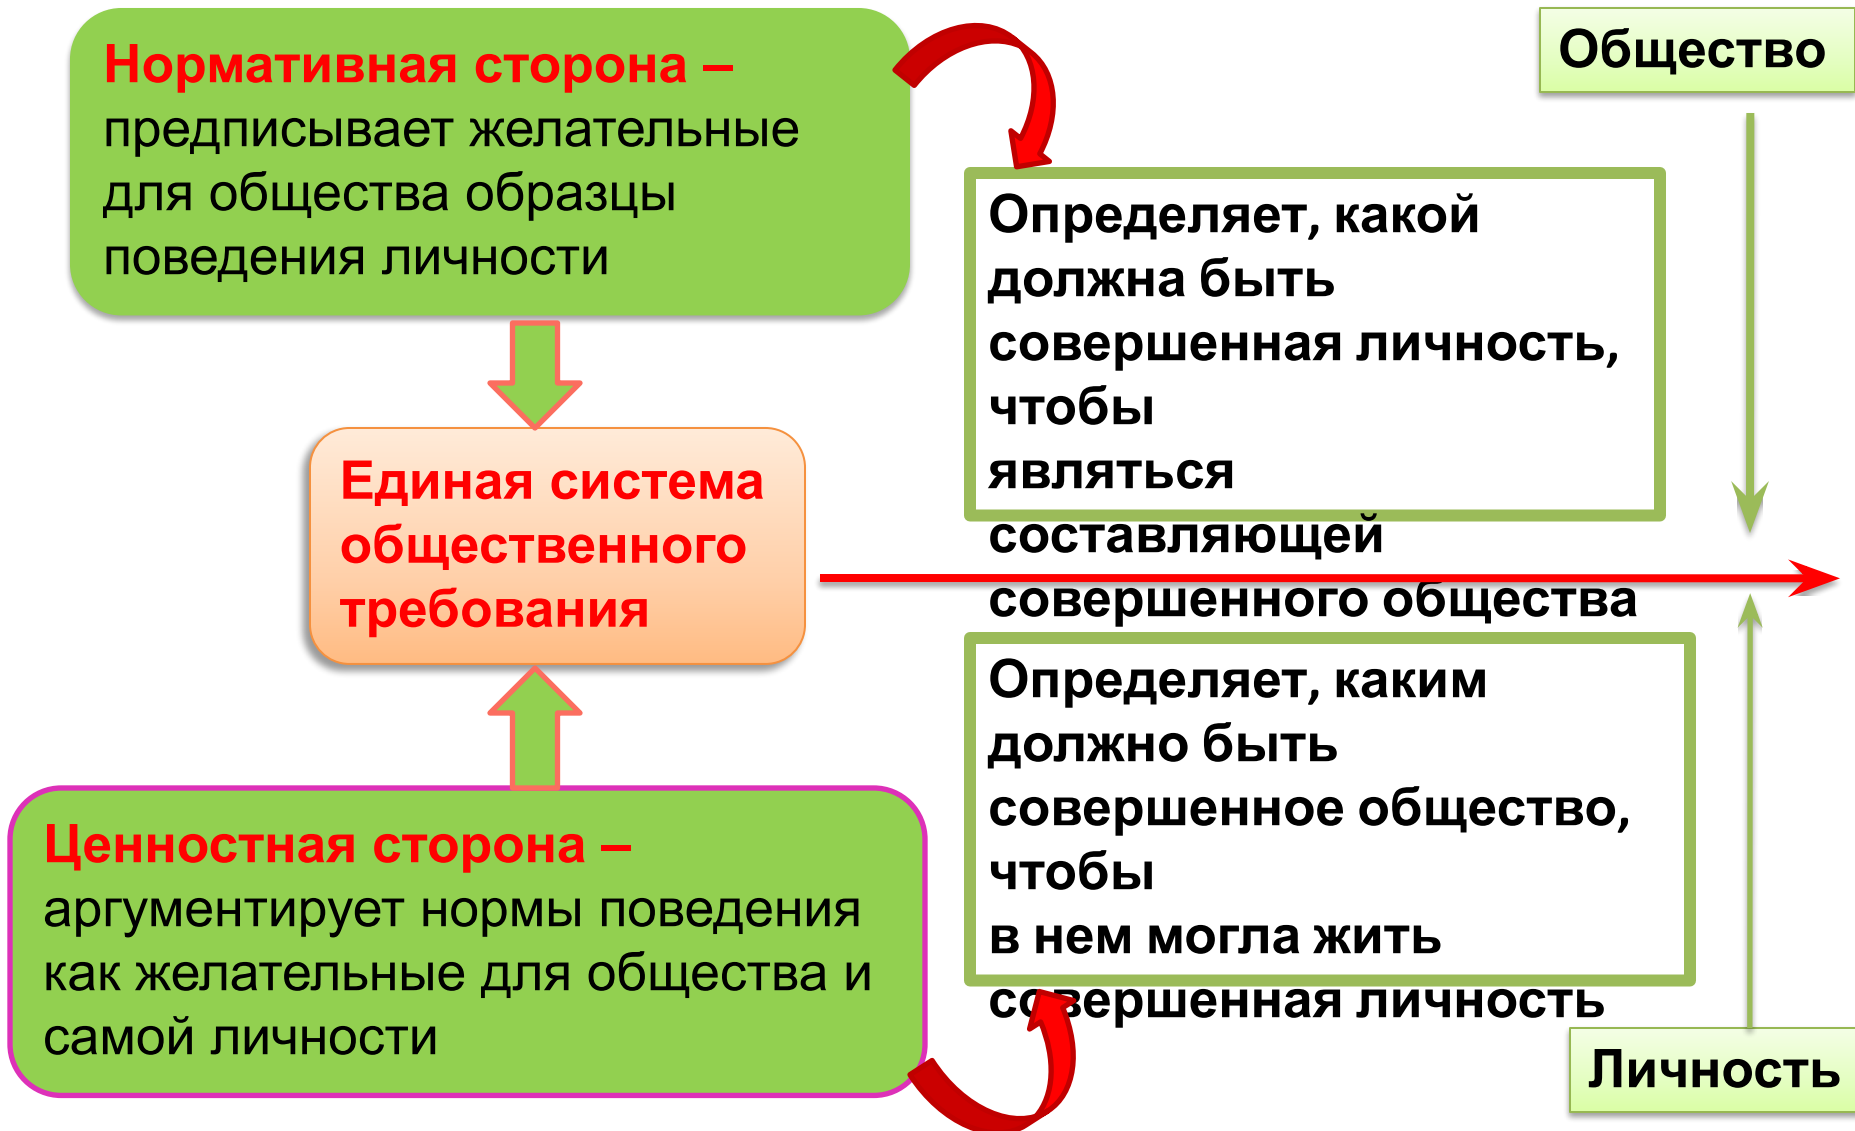 Нормативная сторона –
предписывает желательные
для общества образцы
поведения личности
Общество
Определяет, какой
должна быть
совершенная личность,
чтобы
являться
составляющей
совершенного общества
Единая система
общественного
требования
Определяет, каким
должно быть
совершенное общество,
чтобы
в нем могла жить
совершенная личность
Ценностная сторона –
аргументирует нормы поведения
как желательные для общества и
самой личности
Личность